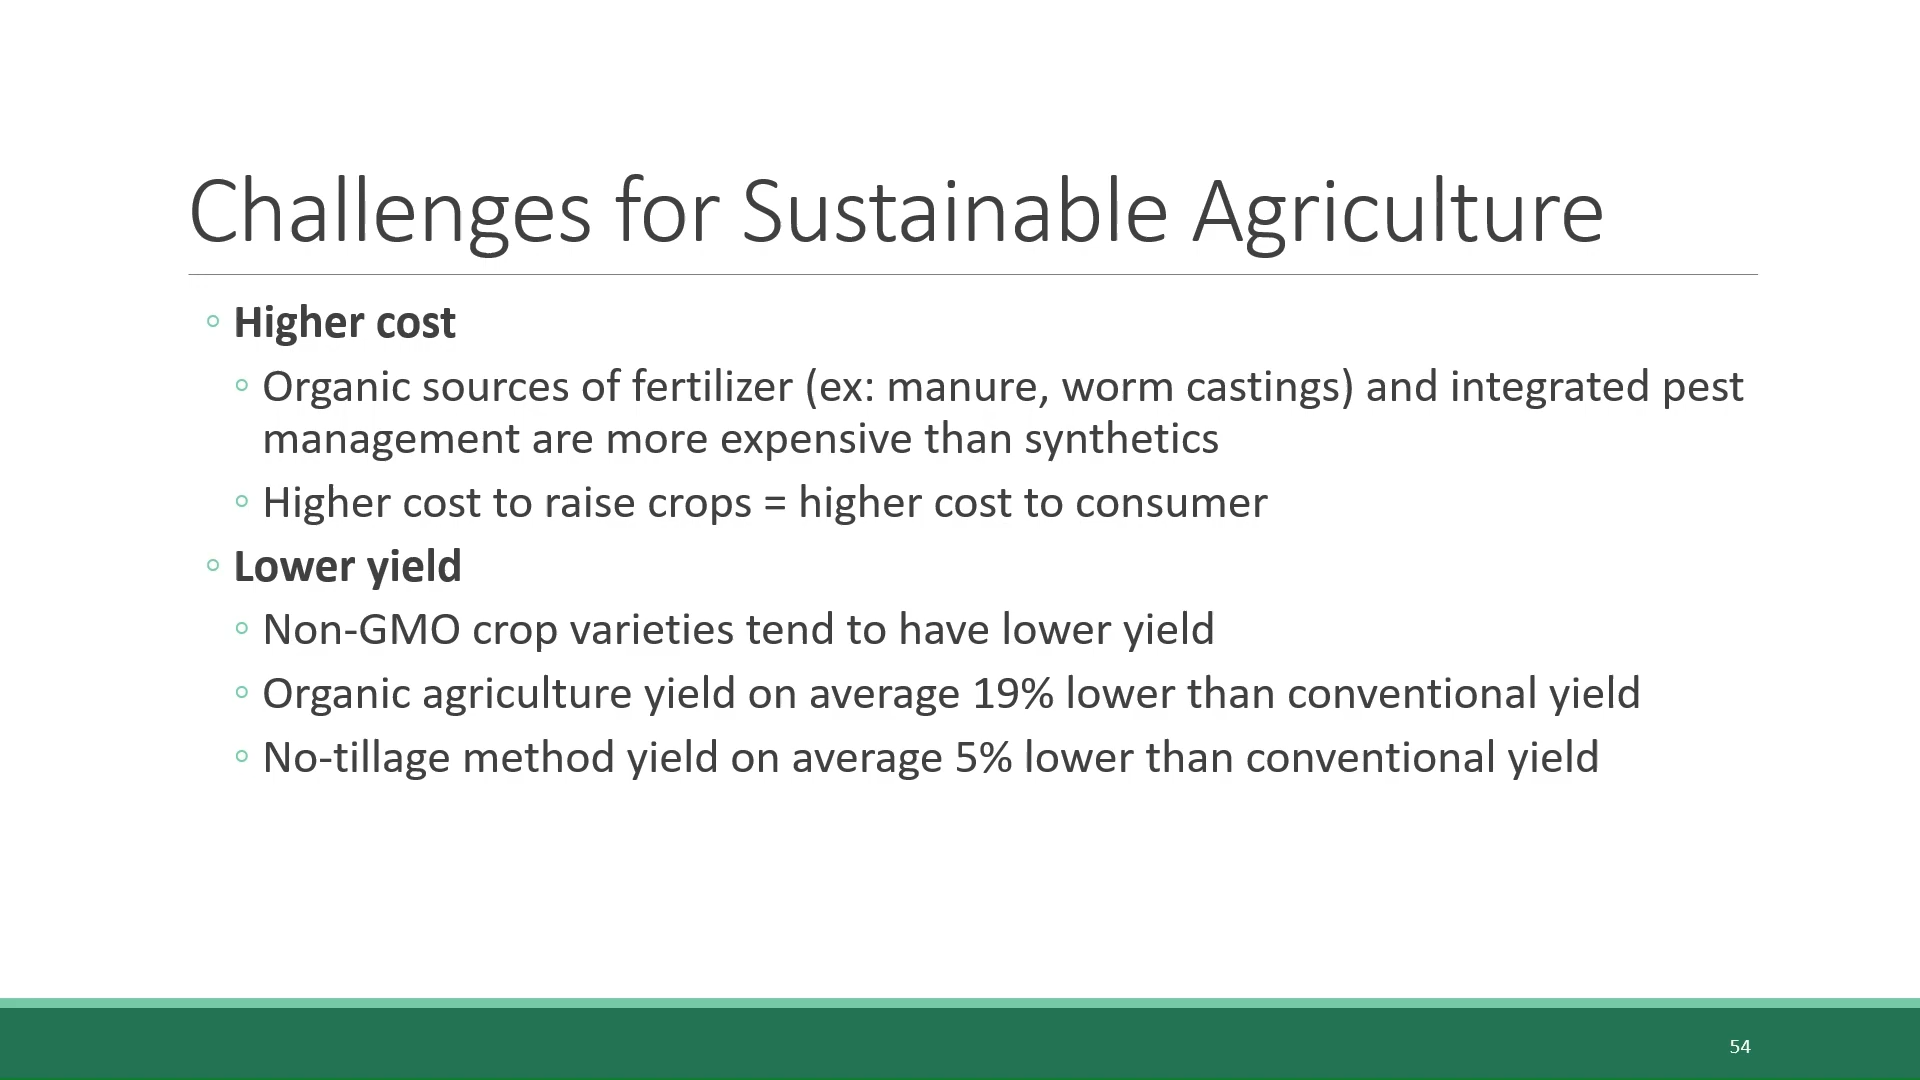 Challenges for Sustainable Agriculture
◦ Higher cost
◦ Organic sources of fertilizer (ex: manure, worm castings) and integrated pest
management are more expensive than synthetics
◦ Higher cost to raise crops = higher cost to consumer
◦ Lower yield
◦ Non-GMO crop varieties tend to have lower yield
◦ Organic agriculture yield on average 19% lower than conventional yield
◦ No-tillage method yield on average 5% lower than conventional yield
54